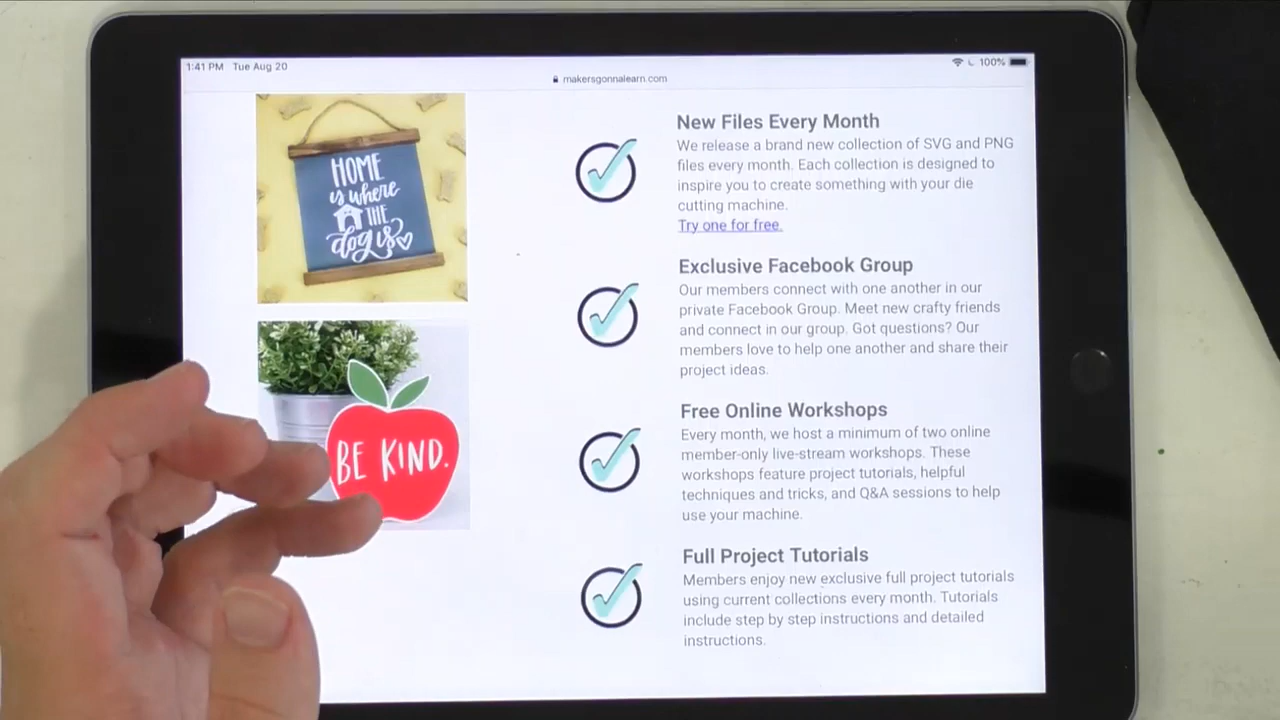 1:41 PM Tue Aug 20
100%
makersgonnalearn.com
HOME
is where
THE
dog is
BE KIND.
New Files Every Month
We release a brand new collection of SVG and PNG
files every month. Each collection is designed to
inspire you to create something with your die
cutting machine.
Try one for free.
Exclusive Facebook Group
Our members connect with one another in our
private Facebook Group. Meet new crafty friends
and connect in our group. Got questions? Our
members love to help one another and share their
project ideas.
Free Online Workshops
Every month, we host a minimum of two online
member-only live-stream workshops. These
workshops feature project tutorials, helpful
techniques and tricks, and Q&A sessions to help
use your machine.
Full Project Tutorials
Members enjoy new exclusive full project tutorials
using current collections every month. Tutorials
include step by step instructions and detailed
instructions.